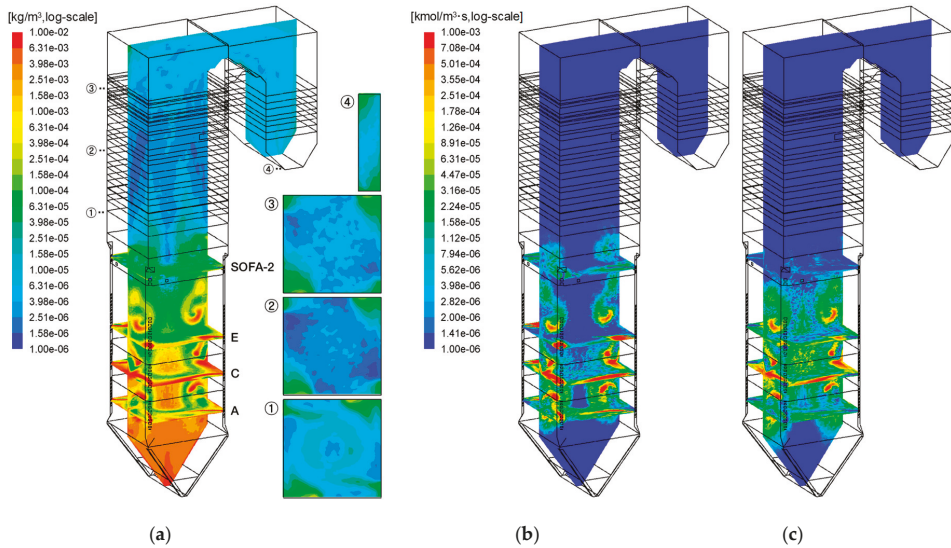 [kg/m³,log-scale]
1.00e-02
6.31e-03
3.98e-03
2.51e-03
1.58e-03
1.00e-03
6.31e-04
3.98e-04
2.51e-04
1.58e-04
1.00e-04
6.31e-05
3.98e-05
2.51e-05
1.58e-05
1.00e-05
6.31e-06
3.98e-06
2.51e-06
1.58e-06
1.00e-06
③
②
①
④
SOFA-2
E
C
A
④
③
②
①
(a)
[kmol/m³·s,log-scale]
1.00e-03
7.08e-04
5.01e-04
3.55e-04
2.51e-04
1.78e-04
1.26e-04
8.91e-05
6.31e-05
4.47e-05
3.16e-05
2.24e-05
1.58e-05
1.12e-05
7.94e-06
5.62e-06
3.98e-06
2.82e-06
2.00e-06
1.41e-06
1.00e-06
(b)
(c)